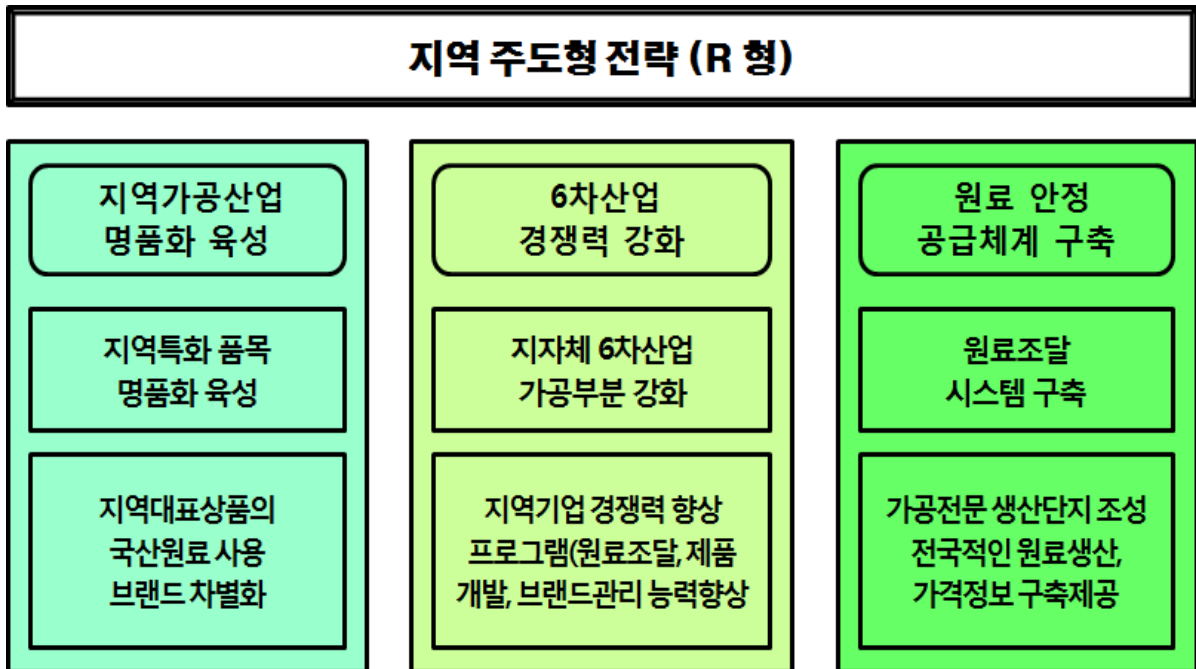 지역 주도형 전략 (R 형)
지역가공산업
명품화 육성
지역특화 품목
명품화 육성
지역대표상품의
국산원료 사용
브랜드 차별화
6차산업
경쟁력 강화
지자체 6차산업
가공부분 강화
지역기업 경쟁력 향상
프로그램(원료조달, 제품
개발, 브랜드관리 능력향상
원료 안정
공급체계 구축
원료조달
시스템 구축
가공전문 생산단지 조성
전국적인 원료생산,
가격정보 구축제공